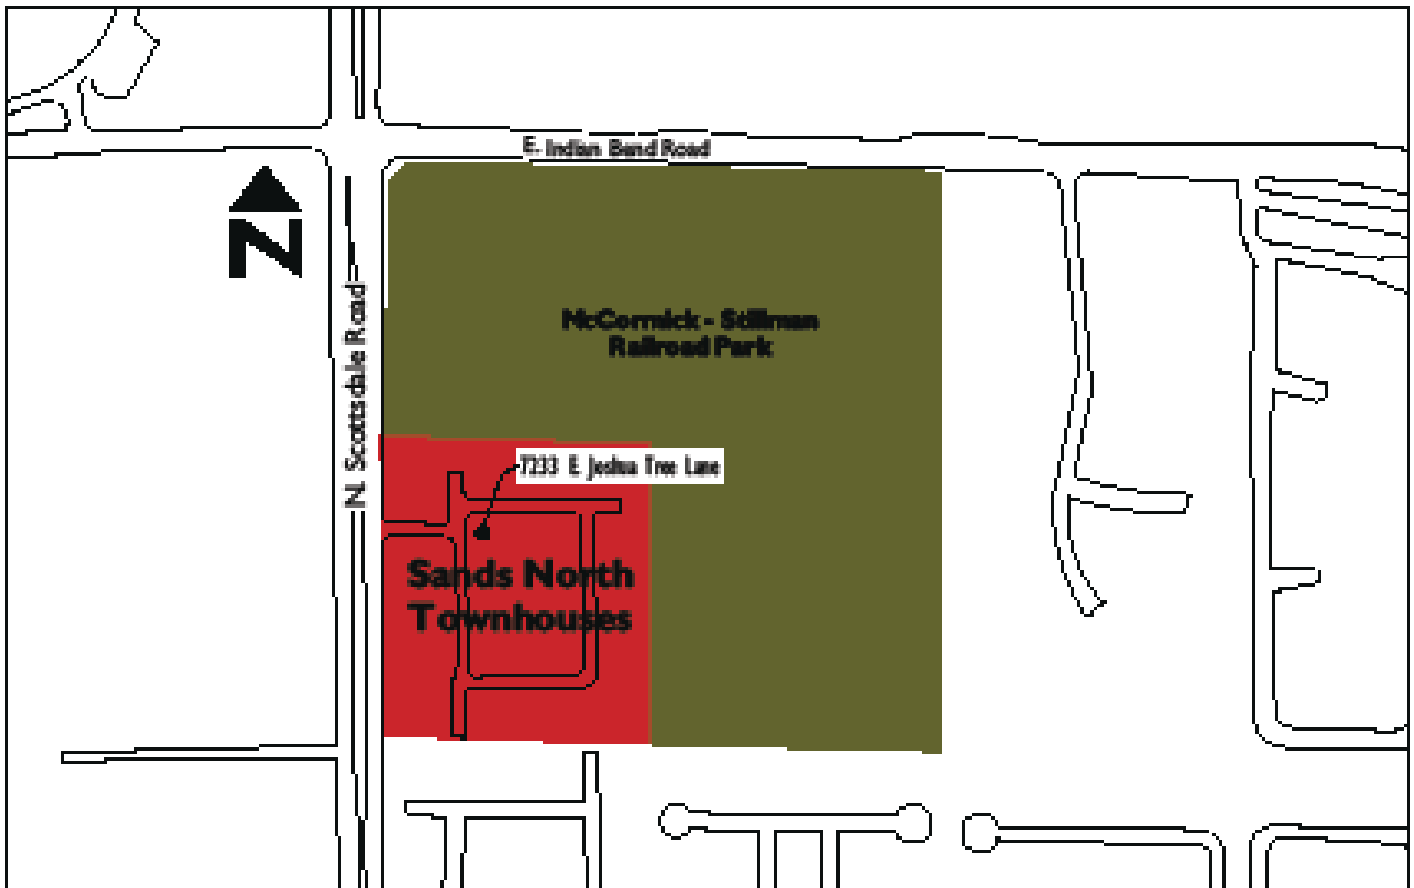 E. Indian Bend Road
N
N. Scottsdale Road
McCormick - Stillman
Railroad Park
7233 E. Joshua Tree Lane
Sands North
Townhouses